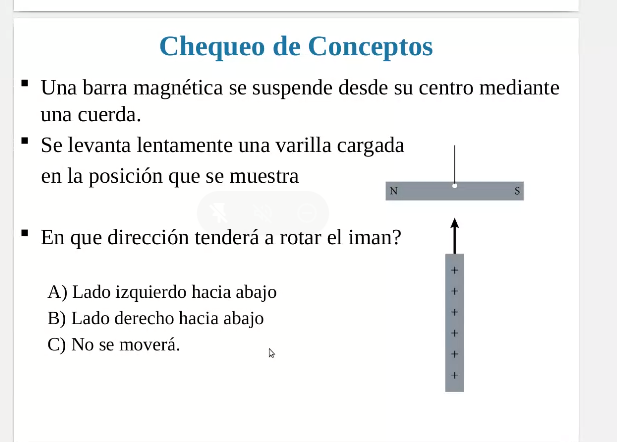 Chequeo de Conceptos
▪ Una barra magnética se suspende desde su centro mediante
una cuerda.
▪ Se levanta lentamente una varilla cargada
en la posición que se muestra
N S
▪ En que dirección tenderá a rotar el iman?
A) Lado izquierdo hacia abajo
B) Lado derecho hacia abajo
C) No se moverá.
+
+
+
+
+
+